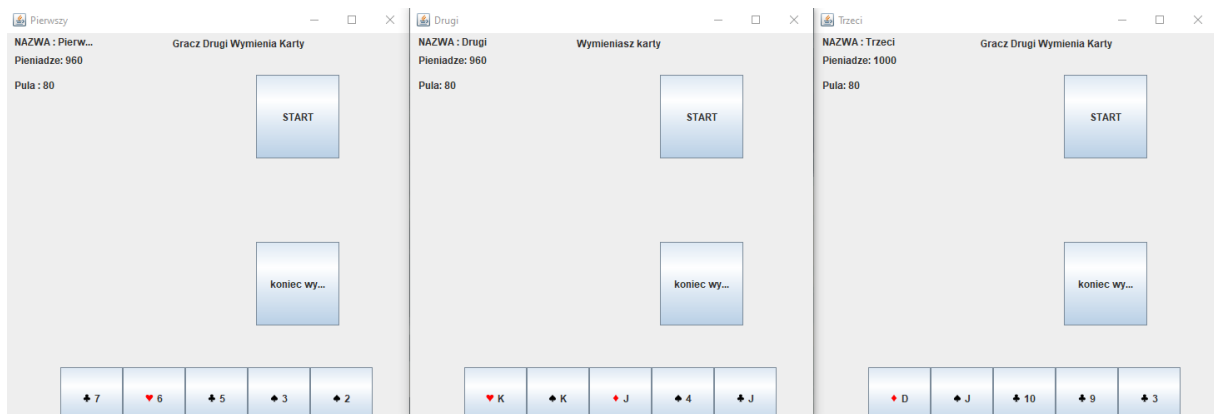 Pierwszy
NAZWA : Pierw...
Gracz Drugi Wymienia Karty
Pieniadze: 960
Pula : 80
START
koniec wy...
♣ 7
♥ 6
♣ 5
♠ 3
♠ 2
Drugi
NAZWA : Drugi
Wymieniasz karty
Pieniadze: 960
Pula: 80
START
koniec wy...
♥ K
♠ K
♦ J
♠ 4
♣ J
Trzeci
NAZWA : Trzeci
Gracz Drugi Wymienia Karty
Pieniadze: 1000
Pula: 80
START
koniec wy...
♦ D
♠ J
♣ 10
♣ 9
♣ 3